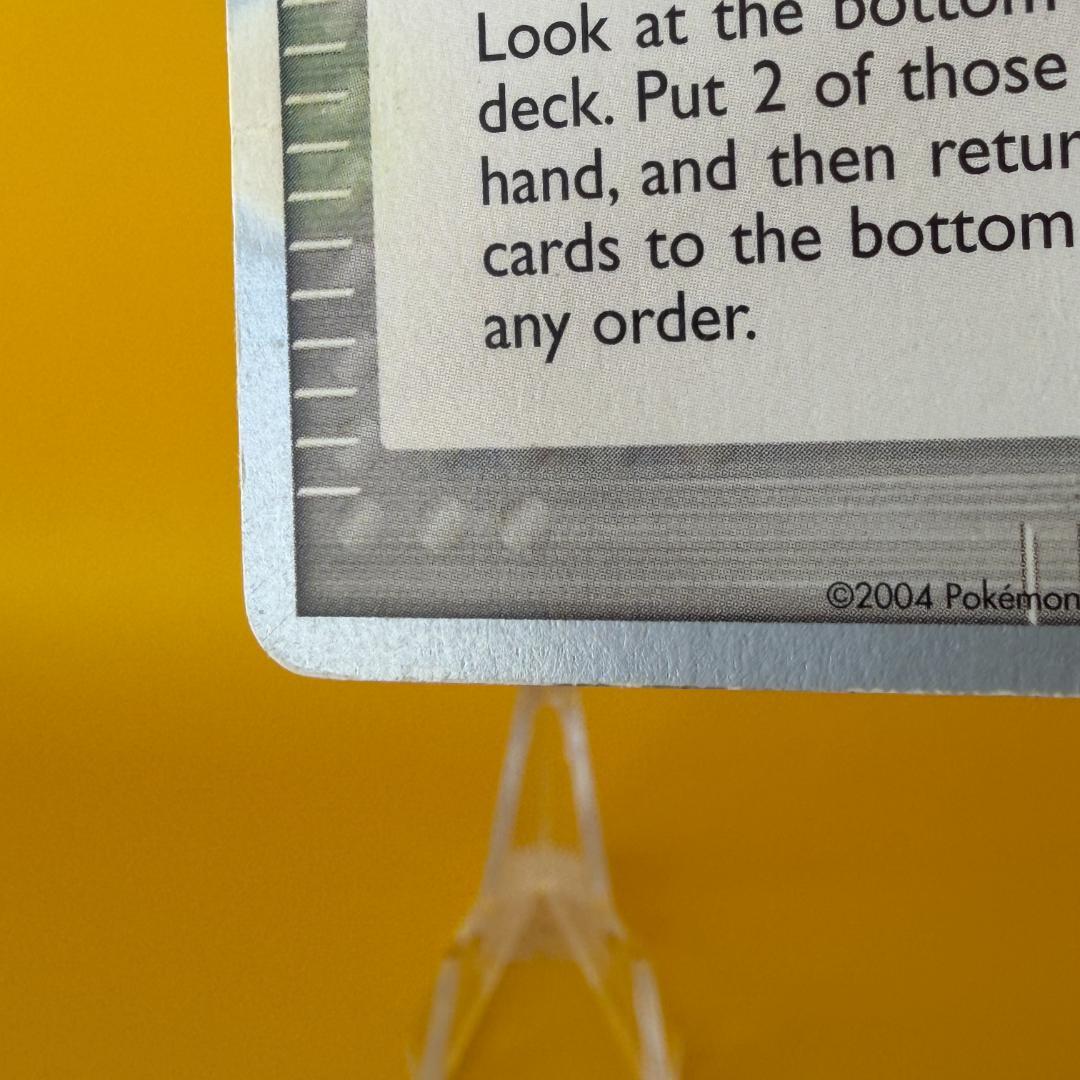 Look at the bottom
deck. Put 2 of those
hand, and then retur
cards to the bottom
any order.
©2004 Pokémon